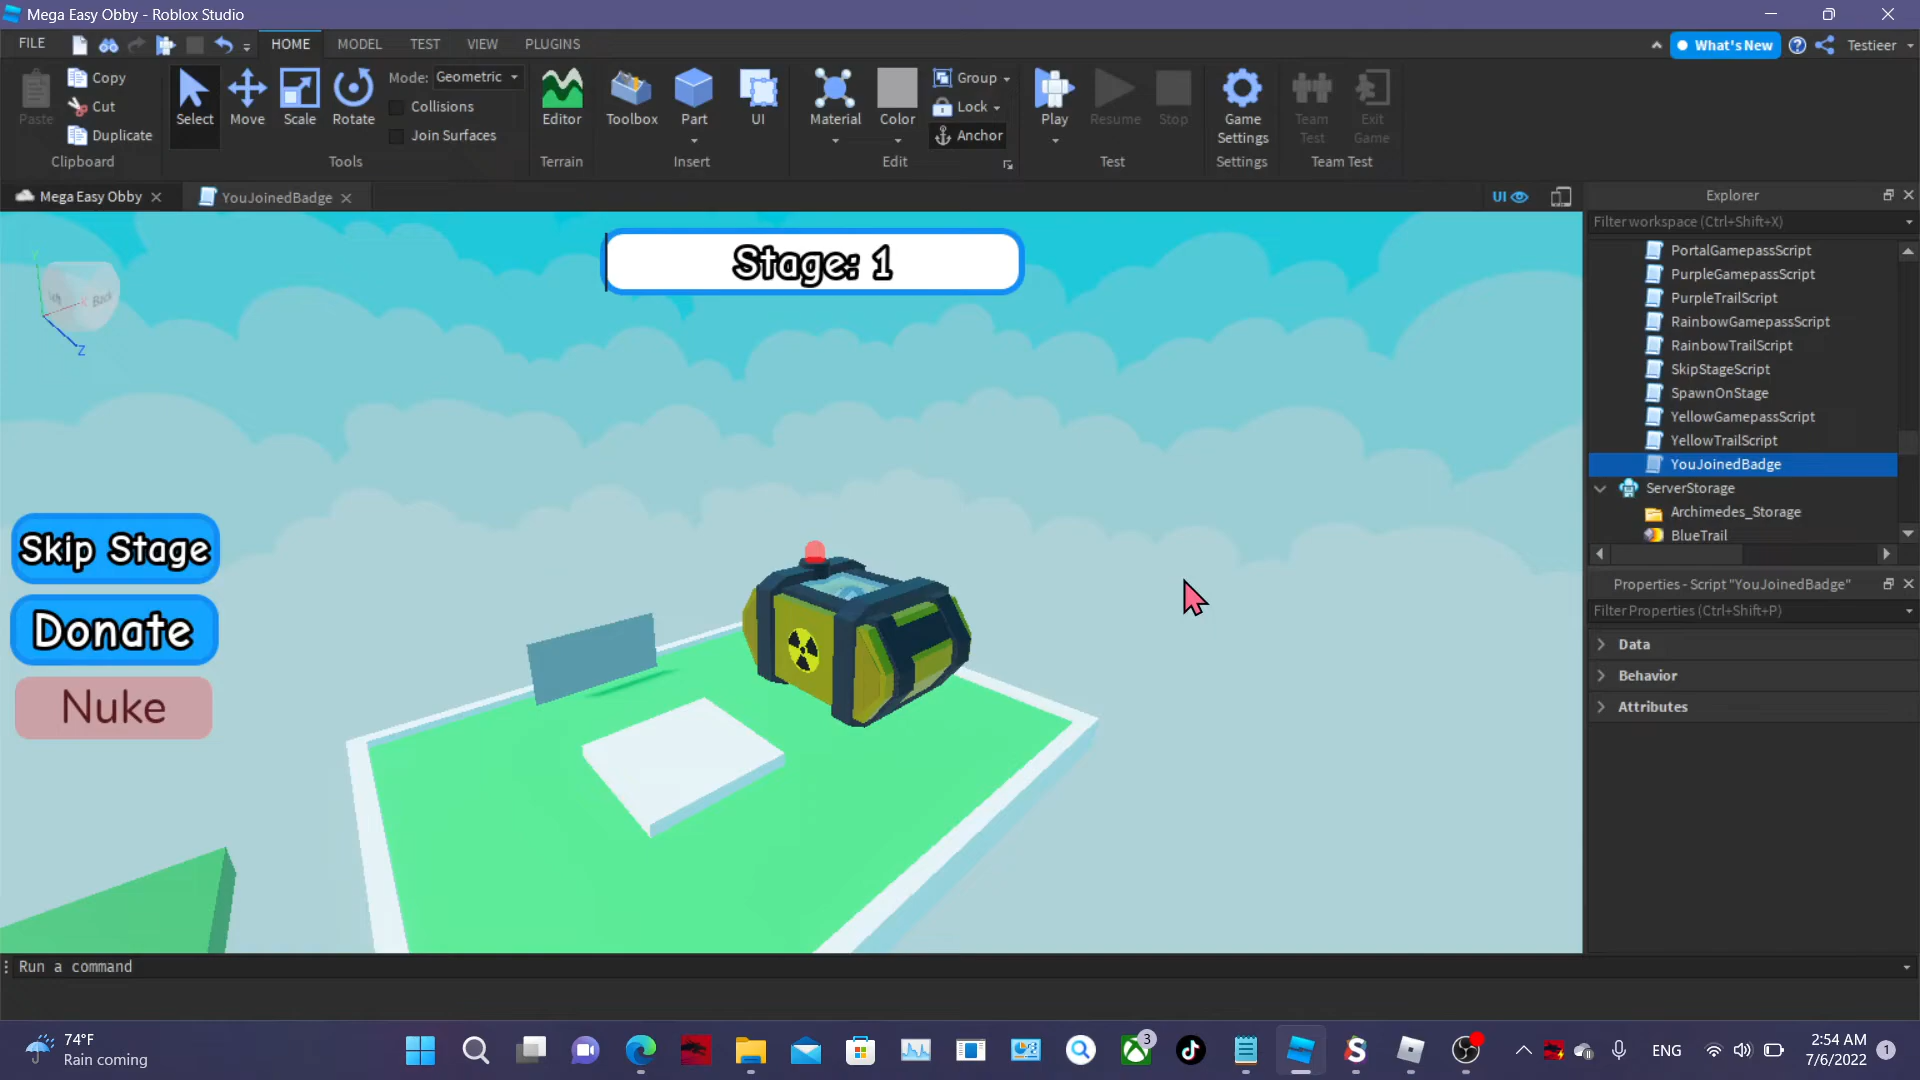 Mega Easy Obby - Roblox Studio
FILE HOME MODEL TEST VIEW PLUGINS What's New Testieer
Paste Copy Cut Duplicate Clipboard
Select Move Scale Rotate Mode: Geometric Collisions Join Surfaces Tools
Editor Terrain
Toolbox Part UI Insert
Material Color Group Lock Anchor Edit
Play Resume Stop Test
Game Settings Settings
Team Test Exit Game Team Test
Mega Easy Obby YouJoinedBadge UI
Stage: 1
Skip Stage
Donate
Nuke
Back
Z
Explorer
Filter workspace (Ctrl+Shift+X)
PortalGamepassScript
PurpleGamepassScript
PurpleTrailScript
RainbowGamepassScript
RainbowTrailScript
SkipStageScript
SpawnOnStage
YellowGamepassScript
YellowTrailScript
YouJoinedBadge
ServerStorage
Archimedes_Storage
BlueTrail
Properties - Script "YouJoinedBadge"
Filter Properties (Ctrl+Shift+P)
Data
Behavior
Attributes
Run a command
74°F
Rain coming
3
ENG
2:54 AM
7/6/2022
1